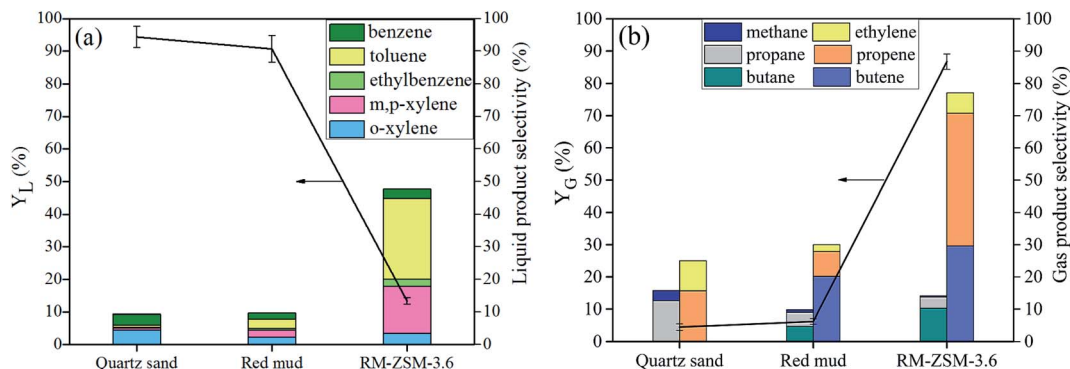 (a)
benzene
toluene
ethylbenzene
m,p-xylene
o-xylene
100
90
80
70
60
50
40
30
20
10
0
Y_L (%)
100
90
80
70
60
50
40
30
20
10
0
Liquid product selectivity (%)
Quartz sand Red mud RM-ZSM-3.6
(b)
methane ethylene
propane propene
butane butene
100
90
80
70
60
50
40
30
20
10
0
Y_G (%)
100
90
80
70
60
50
40
30
20
10
0
Gas product selectivity (%)
Quartz sand Red mud RM-ZSM-3.6